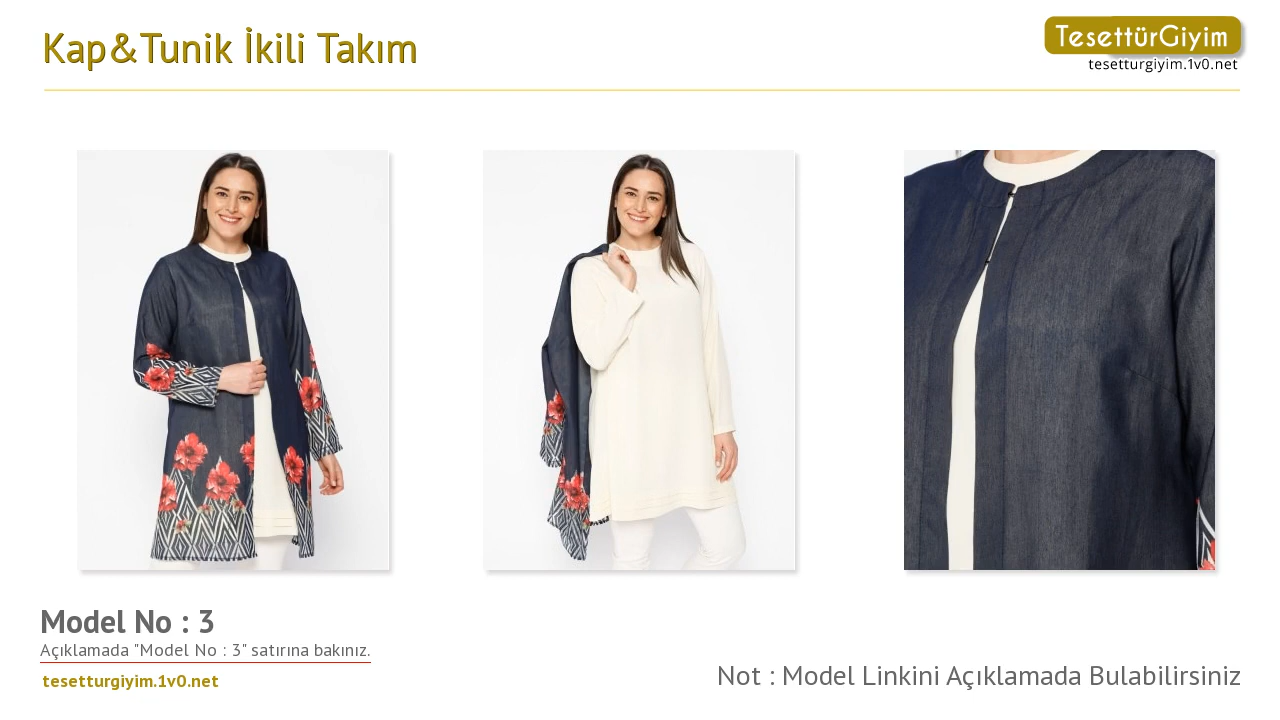 Kap&Tunik İkili Takım
TesettürGiyim
tesetturgiyim.1v0.net
Model No : 3
Açıklamada "Model No : 3" satırına bakınız.
tesetturgiyim.1v0.net
Not : Model Linkini Açıklamada Bulabilirsiniz